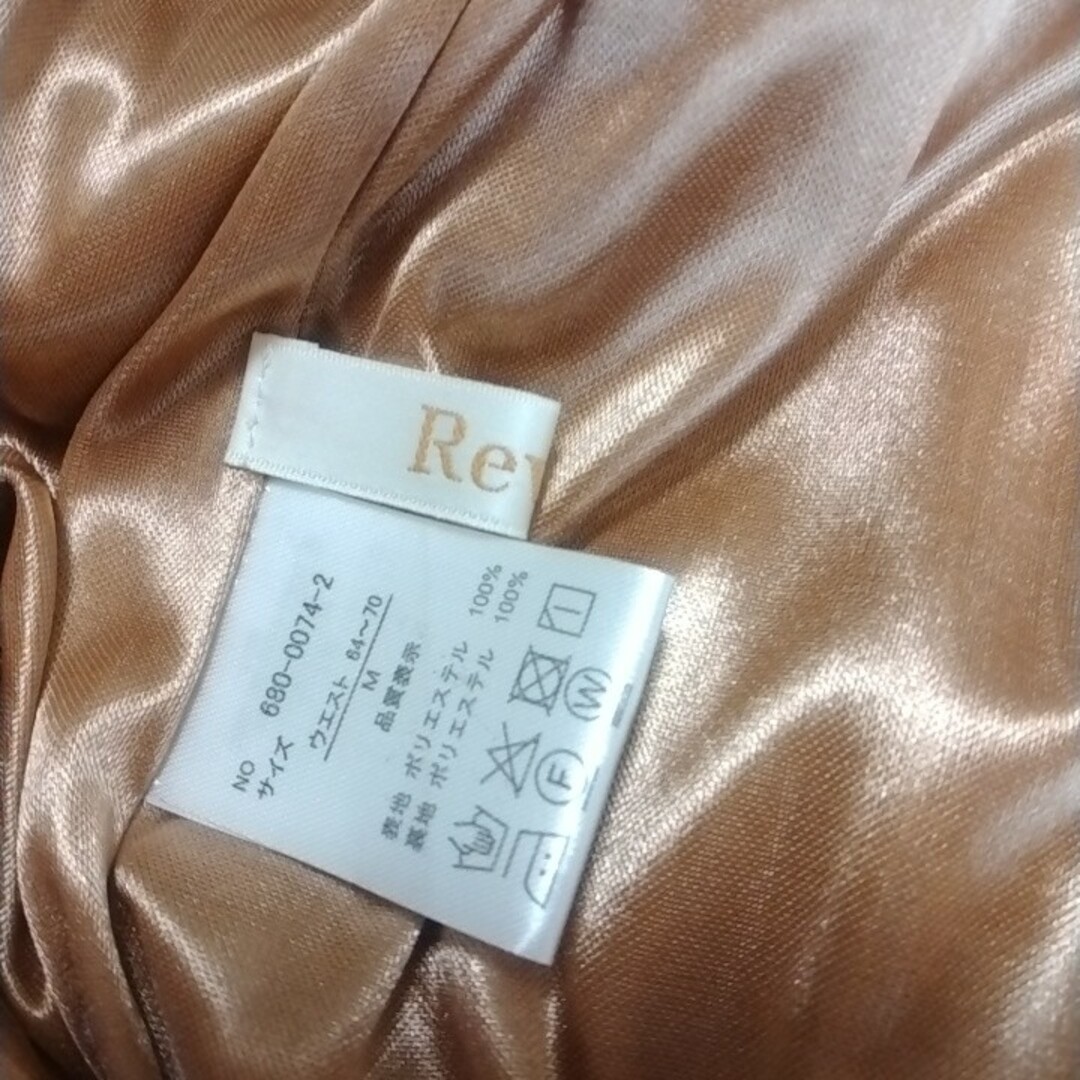 Re
NO 680-0074-2
サイズ ウエスト 64〜70
M
品質表示
表地 ポリエステル 100%
裏地 ポリエステル 100%
W
F